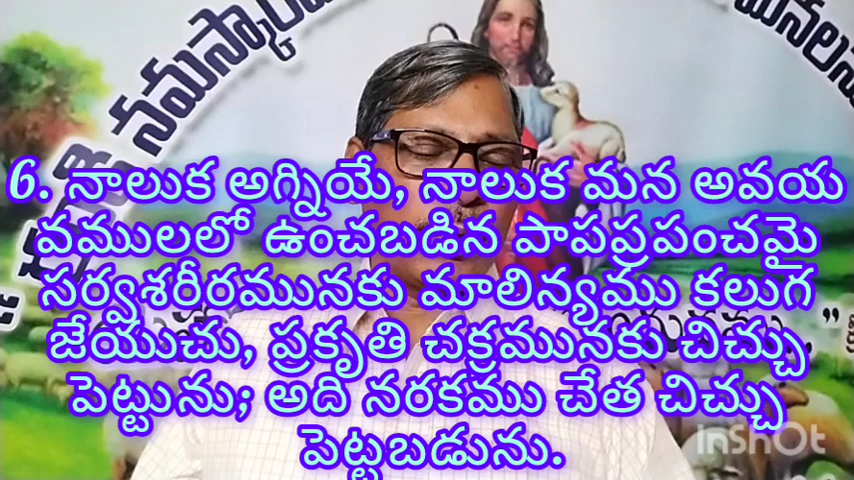 నమస్కా
6. నాలుక అగ్నియే, నాలుక మన అవయ
వములలో ఉంచబడిన పాపప్రపంచమై
సర్వశరీరమునకు మాలిన్యము కలుగ
జేయుచు, ప్రకృతి చక్రమునకు చిచ్చు
పెట్టును; అది నరకము చేత చిచ్చు
పెట్టబడును.
InShOt